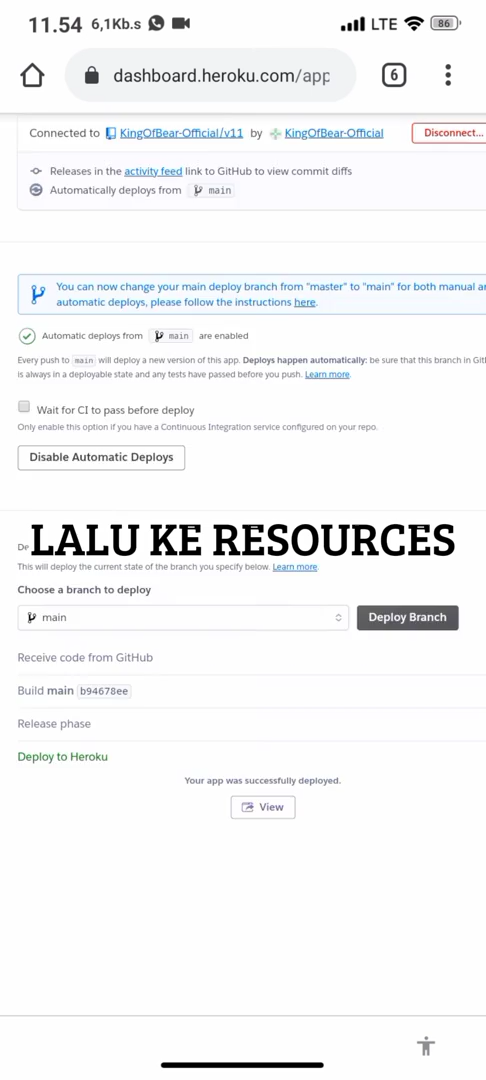 11.54 6,1Kb.s LTE 86
dashboard.heroku.com/app 6
Connected to KingOfBear-Official/v11 by KingOfBear-Official Disconnect...
Releases in the activity feed link to GitHub to view commit diffs
Automatically deploys from main
You can now change your main deploy branch from "master" to "main" for both manual
automatic deploys, please follow the instructions here.
Automatic deploys from main are enabled
Every push to main will deploy a new version of this app. Deploys happen automatically: be sure that this branch in
is always in a deployable state and any tests have passed before you push. Learn more.
Wait for CI to pass before deploy
Only enable this option if you have a Continuous Integration service configured on your repo.
Disable Automatic Deploys
LALU KE RESOURCES
This will deploy the current state of the branch you specify below. Learn more.
Choose a branch to deploy
main Deploy Branch
Receive code from GitHub
Build main b94678ee
Release phase
Deploy to Heroku
Your app was successfully deployed.
View